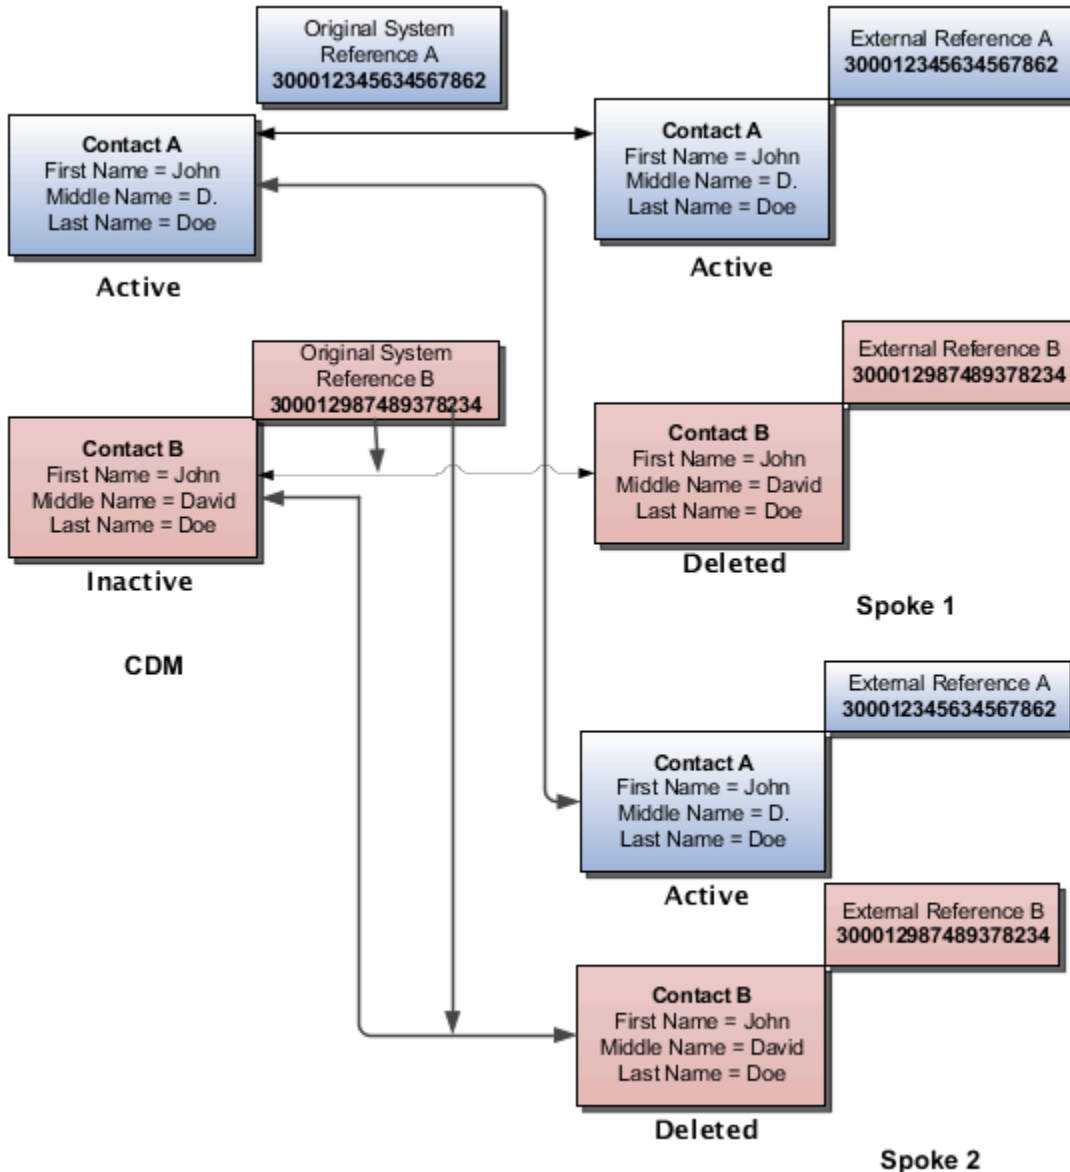 Original System
Reference A
300012345634567862
External Reference A
300012345634567862
Contact A
First Name = John
Middle Name = D.
Last Name = Doe
Active
Contact A
First Name = John
Middle Name = D.
Last Name = Doe
Active
Original System
Reference B
300012987489378234
External Reference B
300012987489378234
Contact B
First Name = John
Middle Name = David
Last Name = Doe
Inactive
Contact B
First Name = John
Middle Name = David
Last Name = Doe
Deleted
Spoke 1
CDM
External Reference A
300012345634567862
Contact A
First Name = John
Middle Name = D.
Last Name = Doe
Active
External Reference B
300012987489378234
Contact B
First Name = John
Middle Name = David
Last Name = Doe
Deleted
Spoke 2